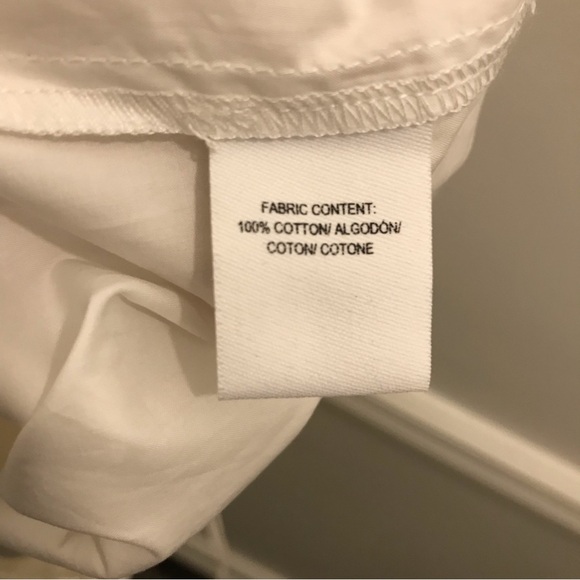 FABRIC CONTENT:
100% COTTON/ ALGODÓN/
COTON/ COTONE